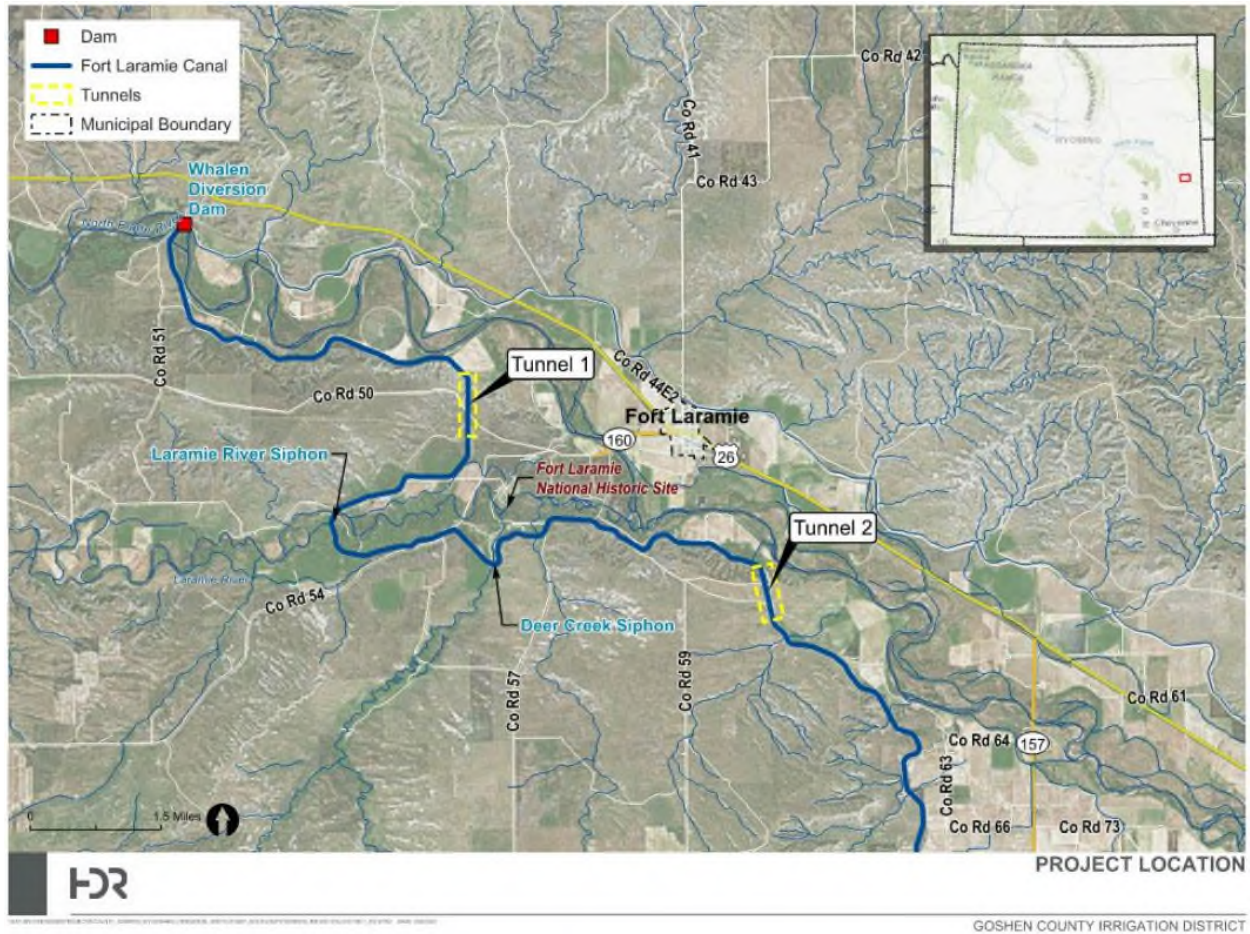 Dam
Fort Laramie Canal
Tunnels
Municipal Boundary
Co Rd 42
Co Rd 41
Co Rd 43
WYOMING
Cheyenne
Whalen
Diversion
Dam
Co Rd 51
Tunnel 1
Co Rd 50
Co Rd 44E2
Fort Laramie
160
26
Laramie River Siphon
Fort Laramie
National Historic Site
Tunnel 2
Laramie River
Co Rd 54
Deer Creek Siphon
Co Rd 57
Co Rd 59
Co Rd 61
Co Rd 64
157
Co Rd 63
Co Rd 66
Co Rd 73
0
1.5 Miles
PROJECT LOCATION
HDR
GOSHEN COUNTY IRRIGATION DISTRICT